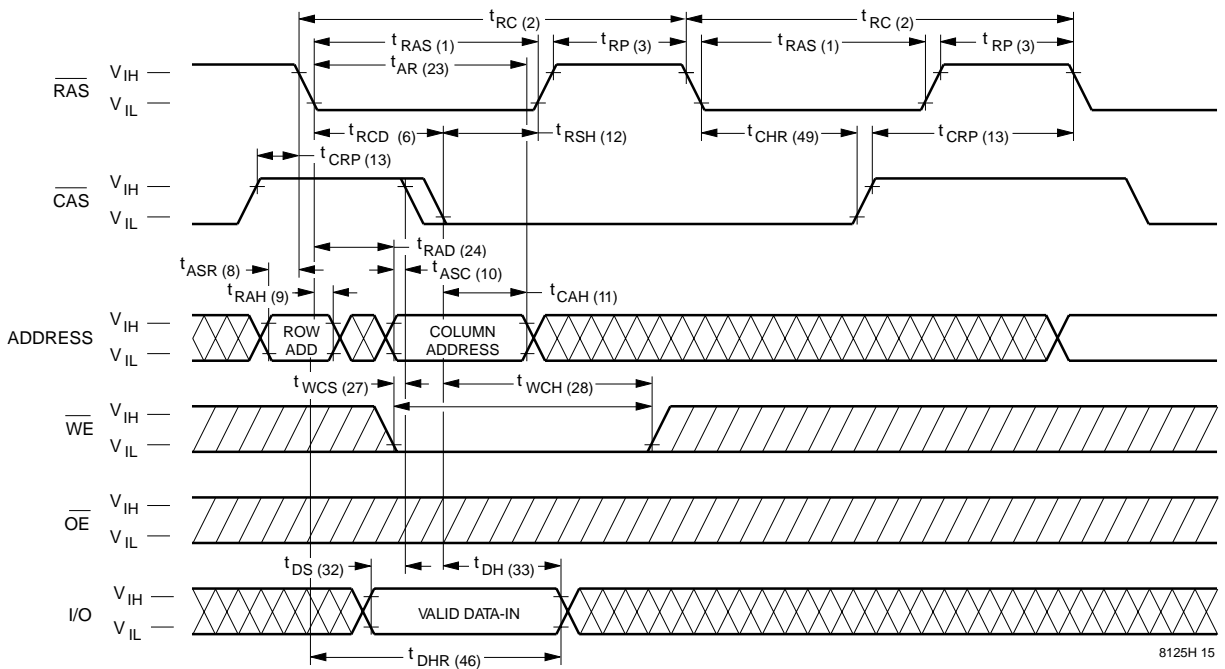 t RC (2) t RC (2)
t RAS (1) t RP (3) t RAS (1) t RP (3)
t AR (23)
RAS V IH
V IL
t RCD (6) t RSH (12) t CHR (49) t CRP (13)
t CRP (13)
CAS V IH
V IL
t RAD (24)
t ASR (8) t ASC (10)
t RAH (9) t CAH (11)
ADDRESS V IH
V IL
ROW ADD
COLUMN ADDRESS
t WCS (27) t WCH (28)
WE V IH
V IL
OE V IH
V IL
t DS (32) t DH (33)
I/O V IH
V IL
VALID DATA-IN
t DHR (46)
8125H 15